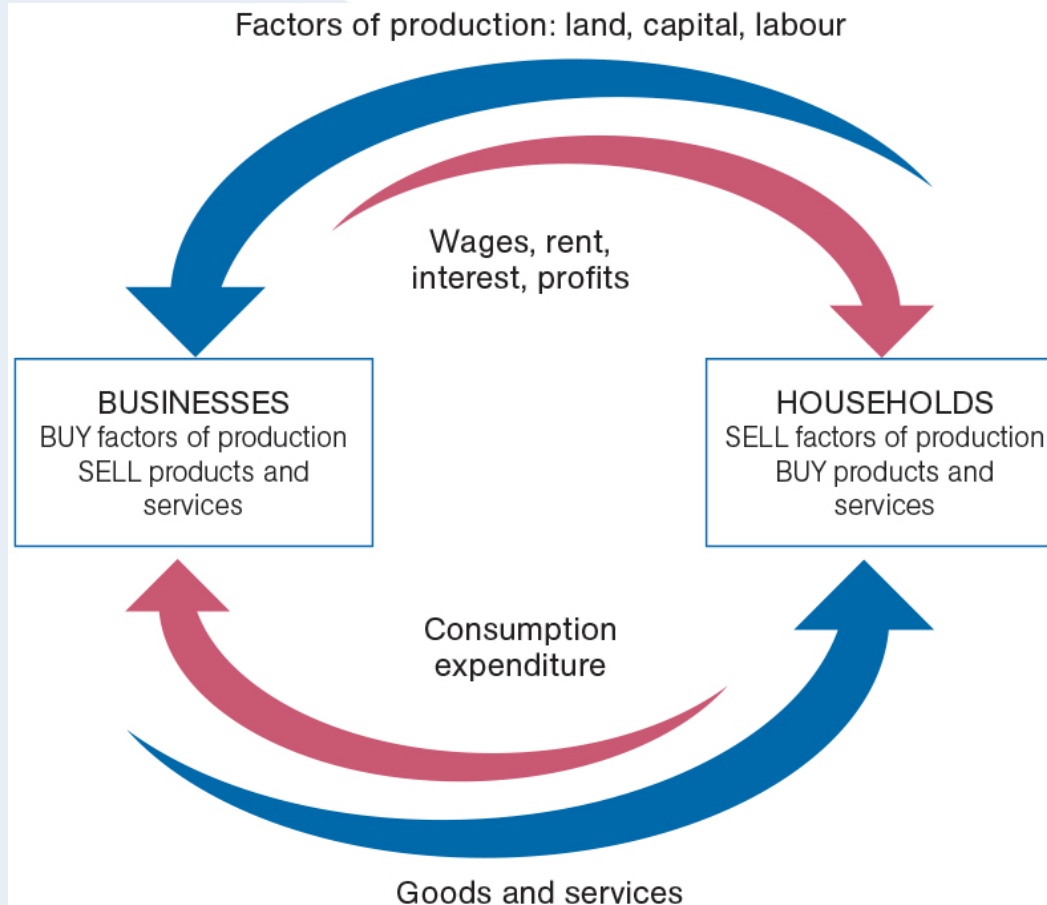 Factors of production: land, capital, labour
Wages, rent,
interest, profits
BUSINESSES
BUY factors of production
SELL products and
services
HOUSEHOLDS
SELL factors of production
BUY products and
services
Consumption
expenditure
Goods and services